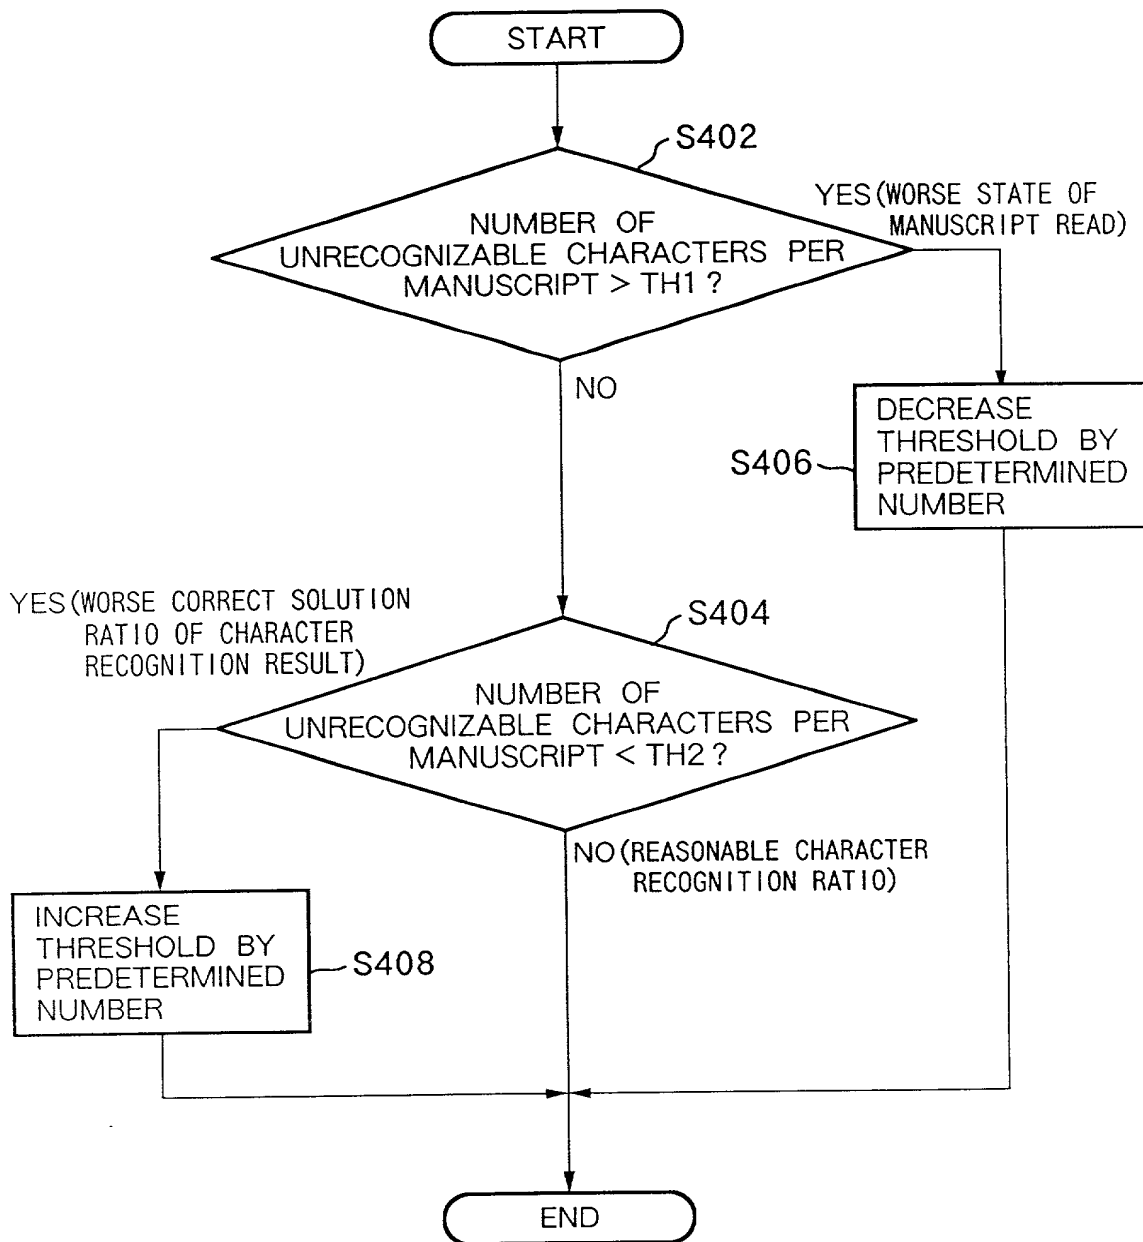 START
S402
YES (WORSE STATE OF
MANUSCRIPT READ)
NUMBER OF
UNRECOGNIZABLE CHARACTERS PER
MANUSCRIPT > TH1 ?
NO
DECREASE
THRESHOLD BY
PREDETERMINED
NUMBER
S406
YES (WORSE CORRECT SOLUTION
RATIO OF CHARACTER
RECOGNITION RESULT)
S404
NUMBER OF
UNRECOGNIZABLE CHARACTERS PER
MANUSCRIPT < TH2 ?
NO (REASONABLE CHARACTER
RECOGNITION RATIO)
INCREASE
THRESHOLD BY
PREDETERMINED
NUMBER
S408
END